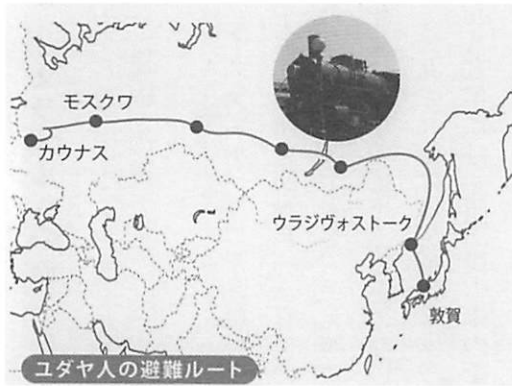 モスクワ
カウナス
ウラジヴォストーク
敦賀
ユダヤ人の避難ルート